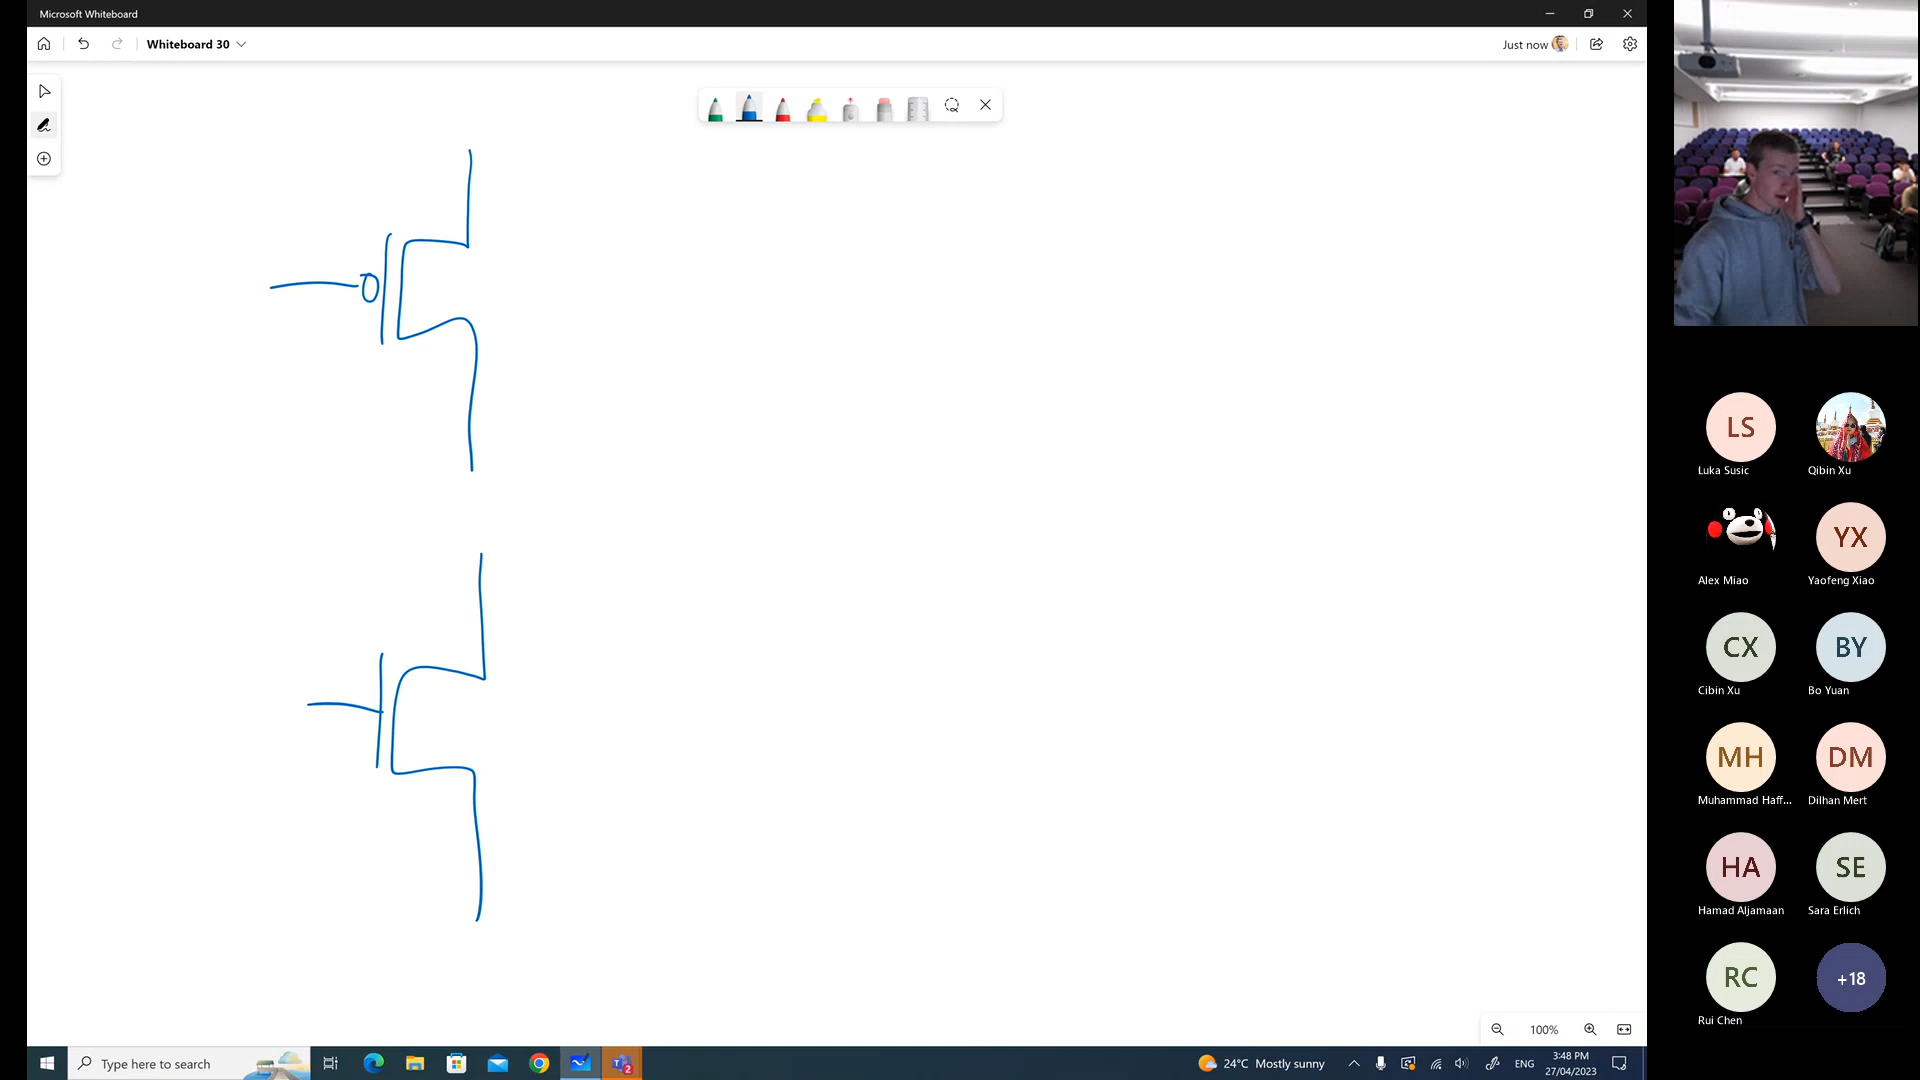 Microsoft Whiteboard
Whiteboard 30
Just now
LS
Luka Susic
Qibin Xu
Alex Miao
YX
Yaofeng Xiao
CX
Cibin Xu
BY
Bo Yuan
MH
Muhammad Haff...
DM
Dilhan Mert
HA
Hamad Aljamaan
SE
Sara Erlich
RC
Rui Chen
+18
100%
Type here to search
2
24°C Mostly sunny
ENG
3:48 PM
27/04/2023